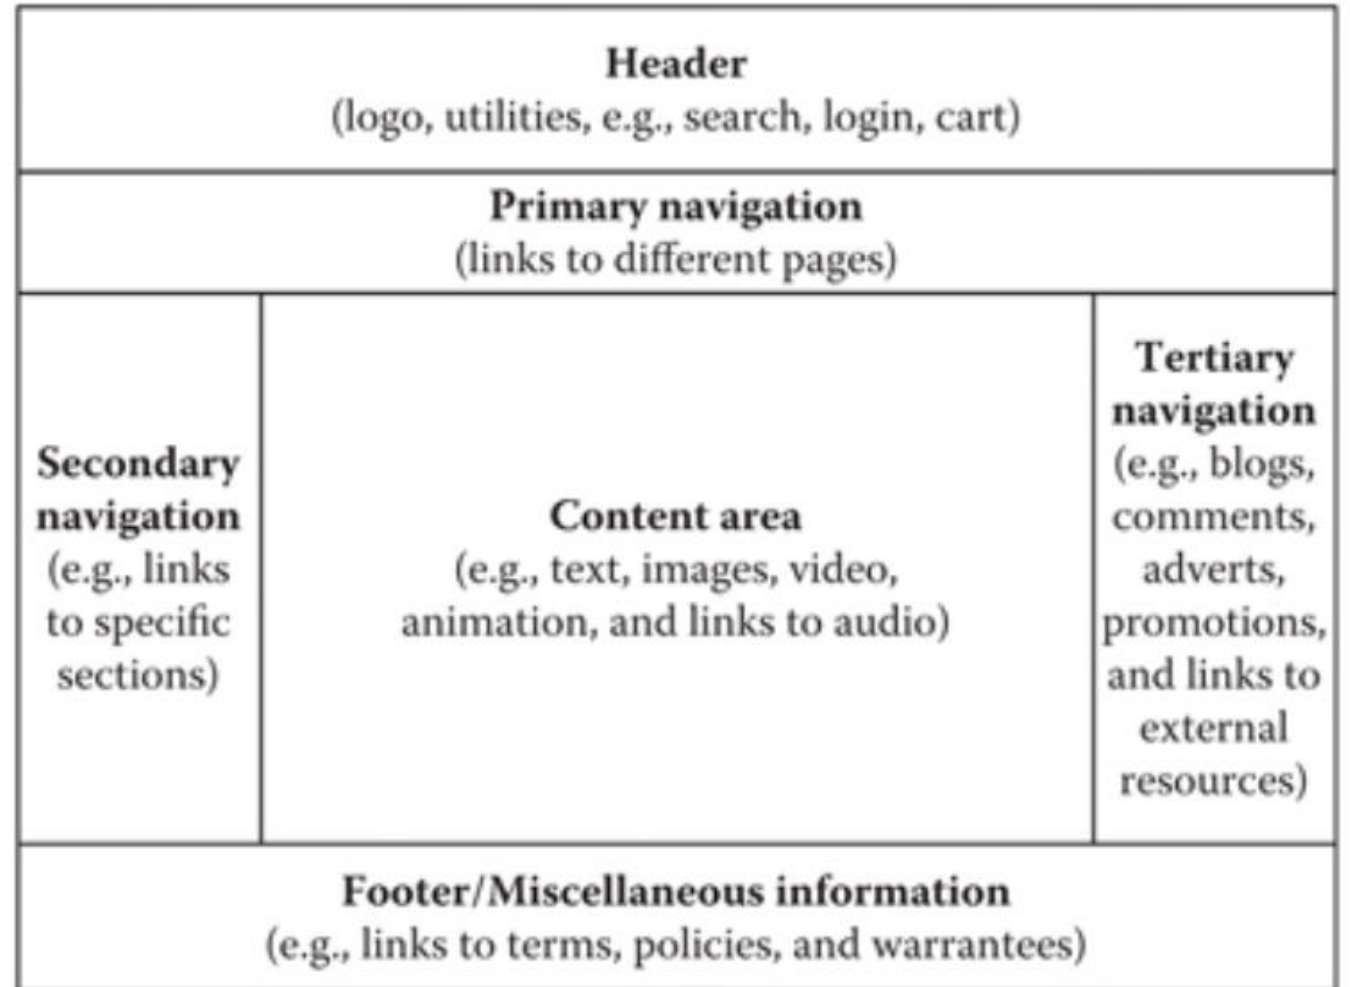 Header
(logo, utilities, e.g., search, login, cart)
Primary navigation
(links to different pages)
Secondary
navigation
(e.g., links
to specific
sections)
Content area
(e.g., text, images, video,
animation, and links to audio)
Tertiary
navigation
(e.g., blogs,
comments,
adverts,
promotions,
and links to
external
resources)
Footer/Miscellaneous information
(e.g., links to terms, policies, and warrantees)